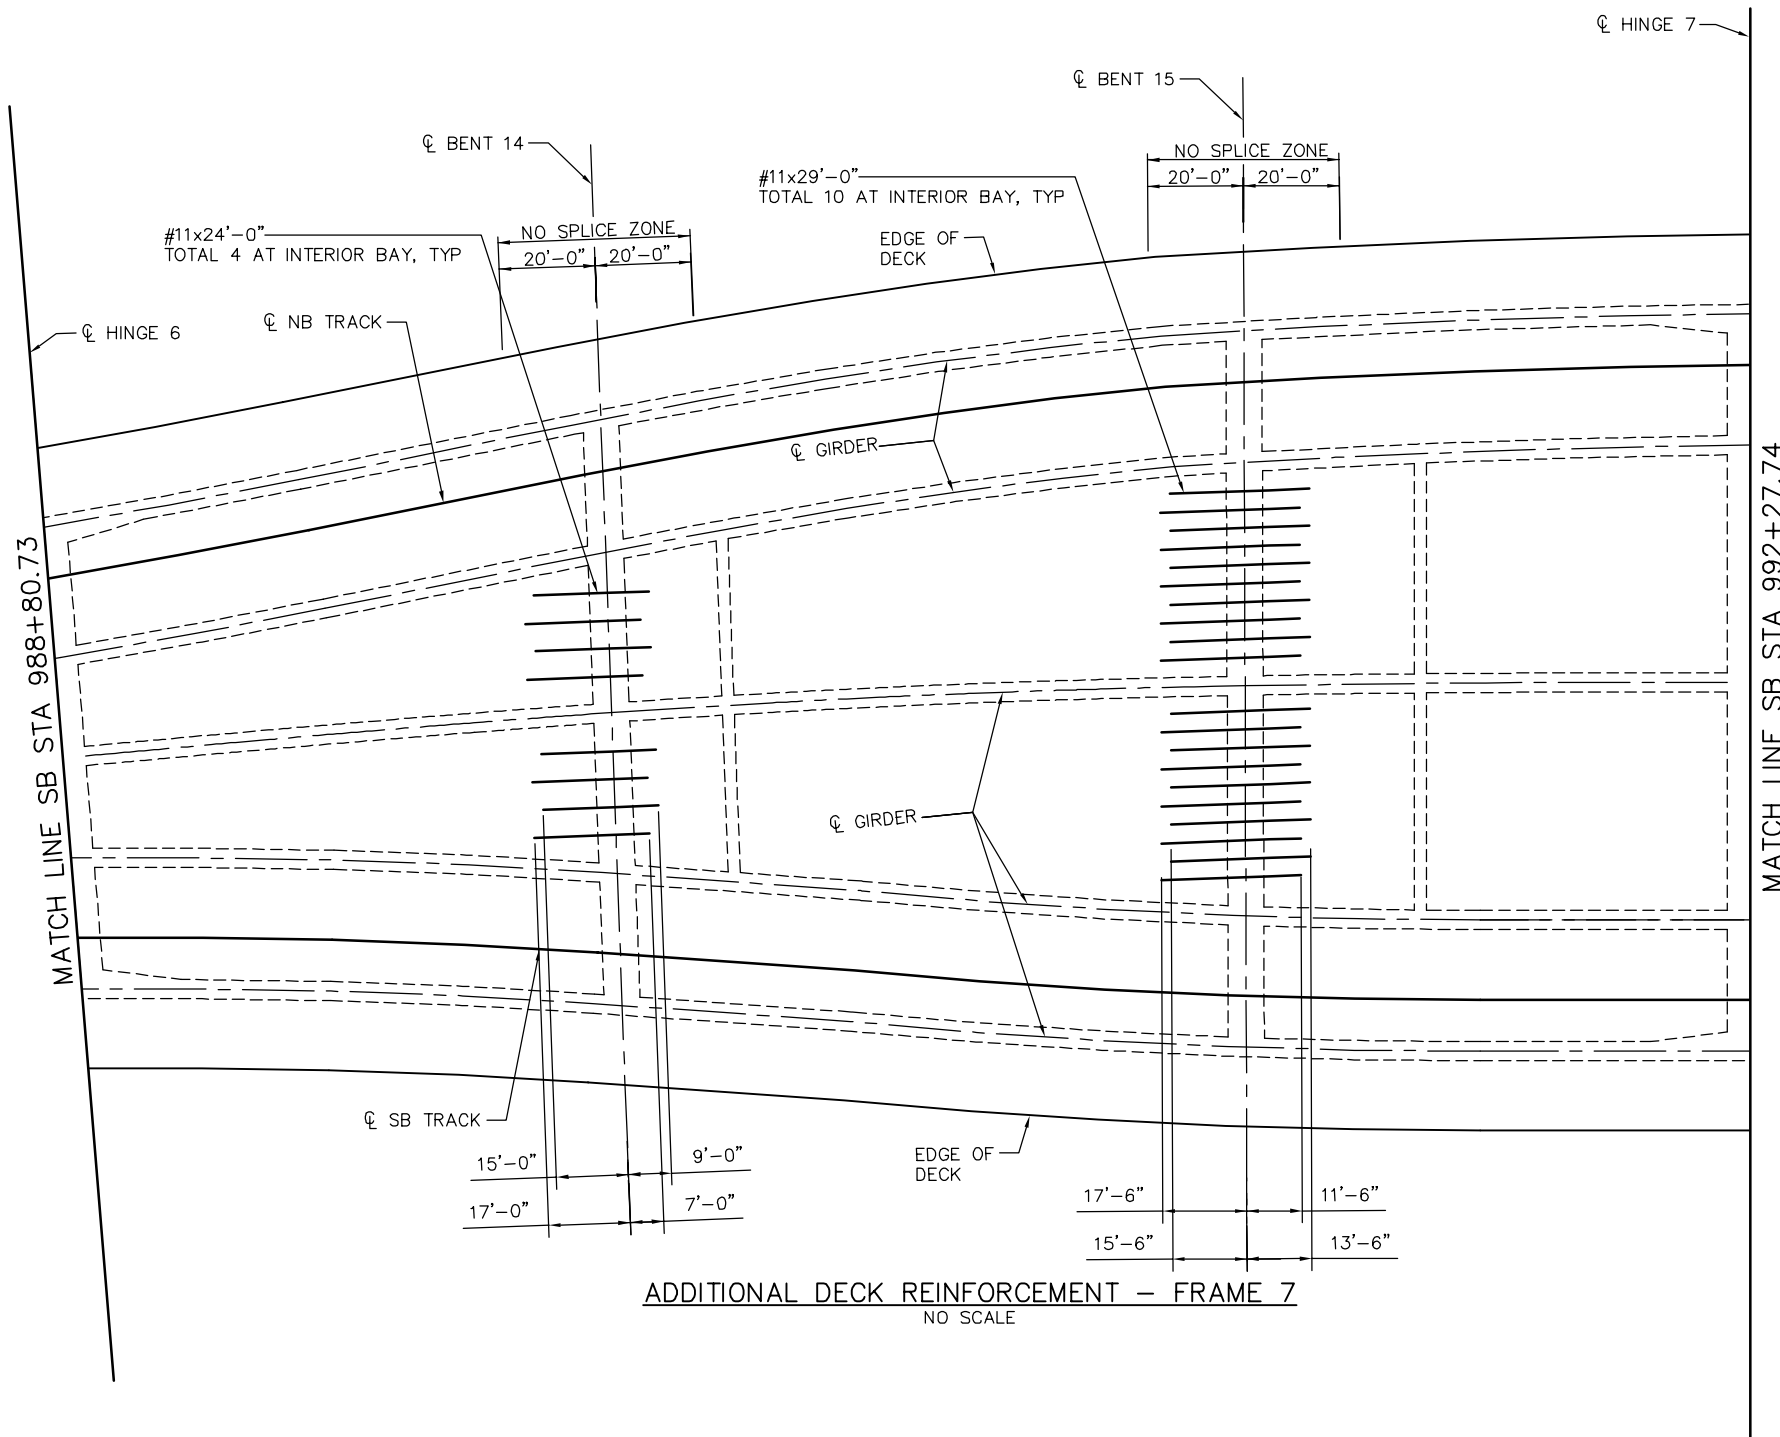 ℄ HINGE 7
℄ BENT 15
℄ BENT 14
NO SPLICE ZONE
20'-0" 20'-0"
#11x29'-0"
TOTAL 10 AT INTERIOR BAY, TYP
#11x24'-0"
TOTAL 4 AT INTERIOR BAY, TYP
NO SPLICE ZONE
20'-0" 20'-0"
EDGE OF
DECK
℄ HINGE 6
℄ NB TRACK
℄ GIRDER
MATCH LINE SB STA 988+80.73
MATCH LINE SB STA 992+27.74
℄ GIRDER
℄ SB TRACK
EDGE OF
DECK
15'-0" 9'-0"
17'-0" 7'-0"
17'-6" 11'-6"
15'-6" 13'-6"
ADDITIONAL DECK REINFORCEMENT – FRAME 7
NO SCALE